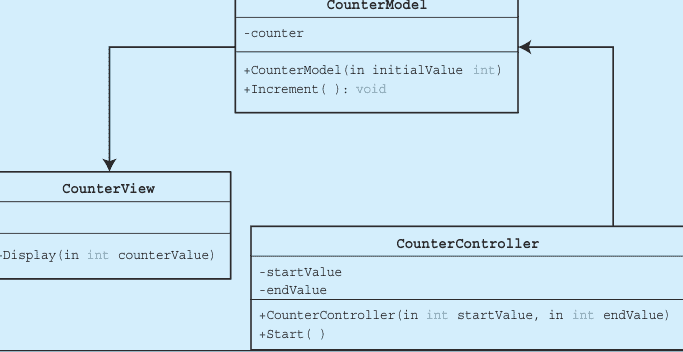 CounterModel
-counter
+CounterModel(in initialValue int)
+Increment( ): void
CounterView
-Display(in int counterValue)
CounterController
-startValue
-endValue
+CounterController(in int startValue, in int endValue)
+Start( )